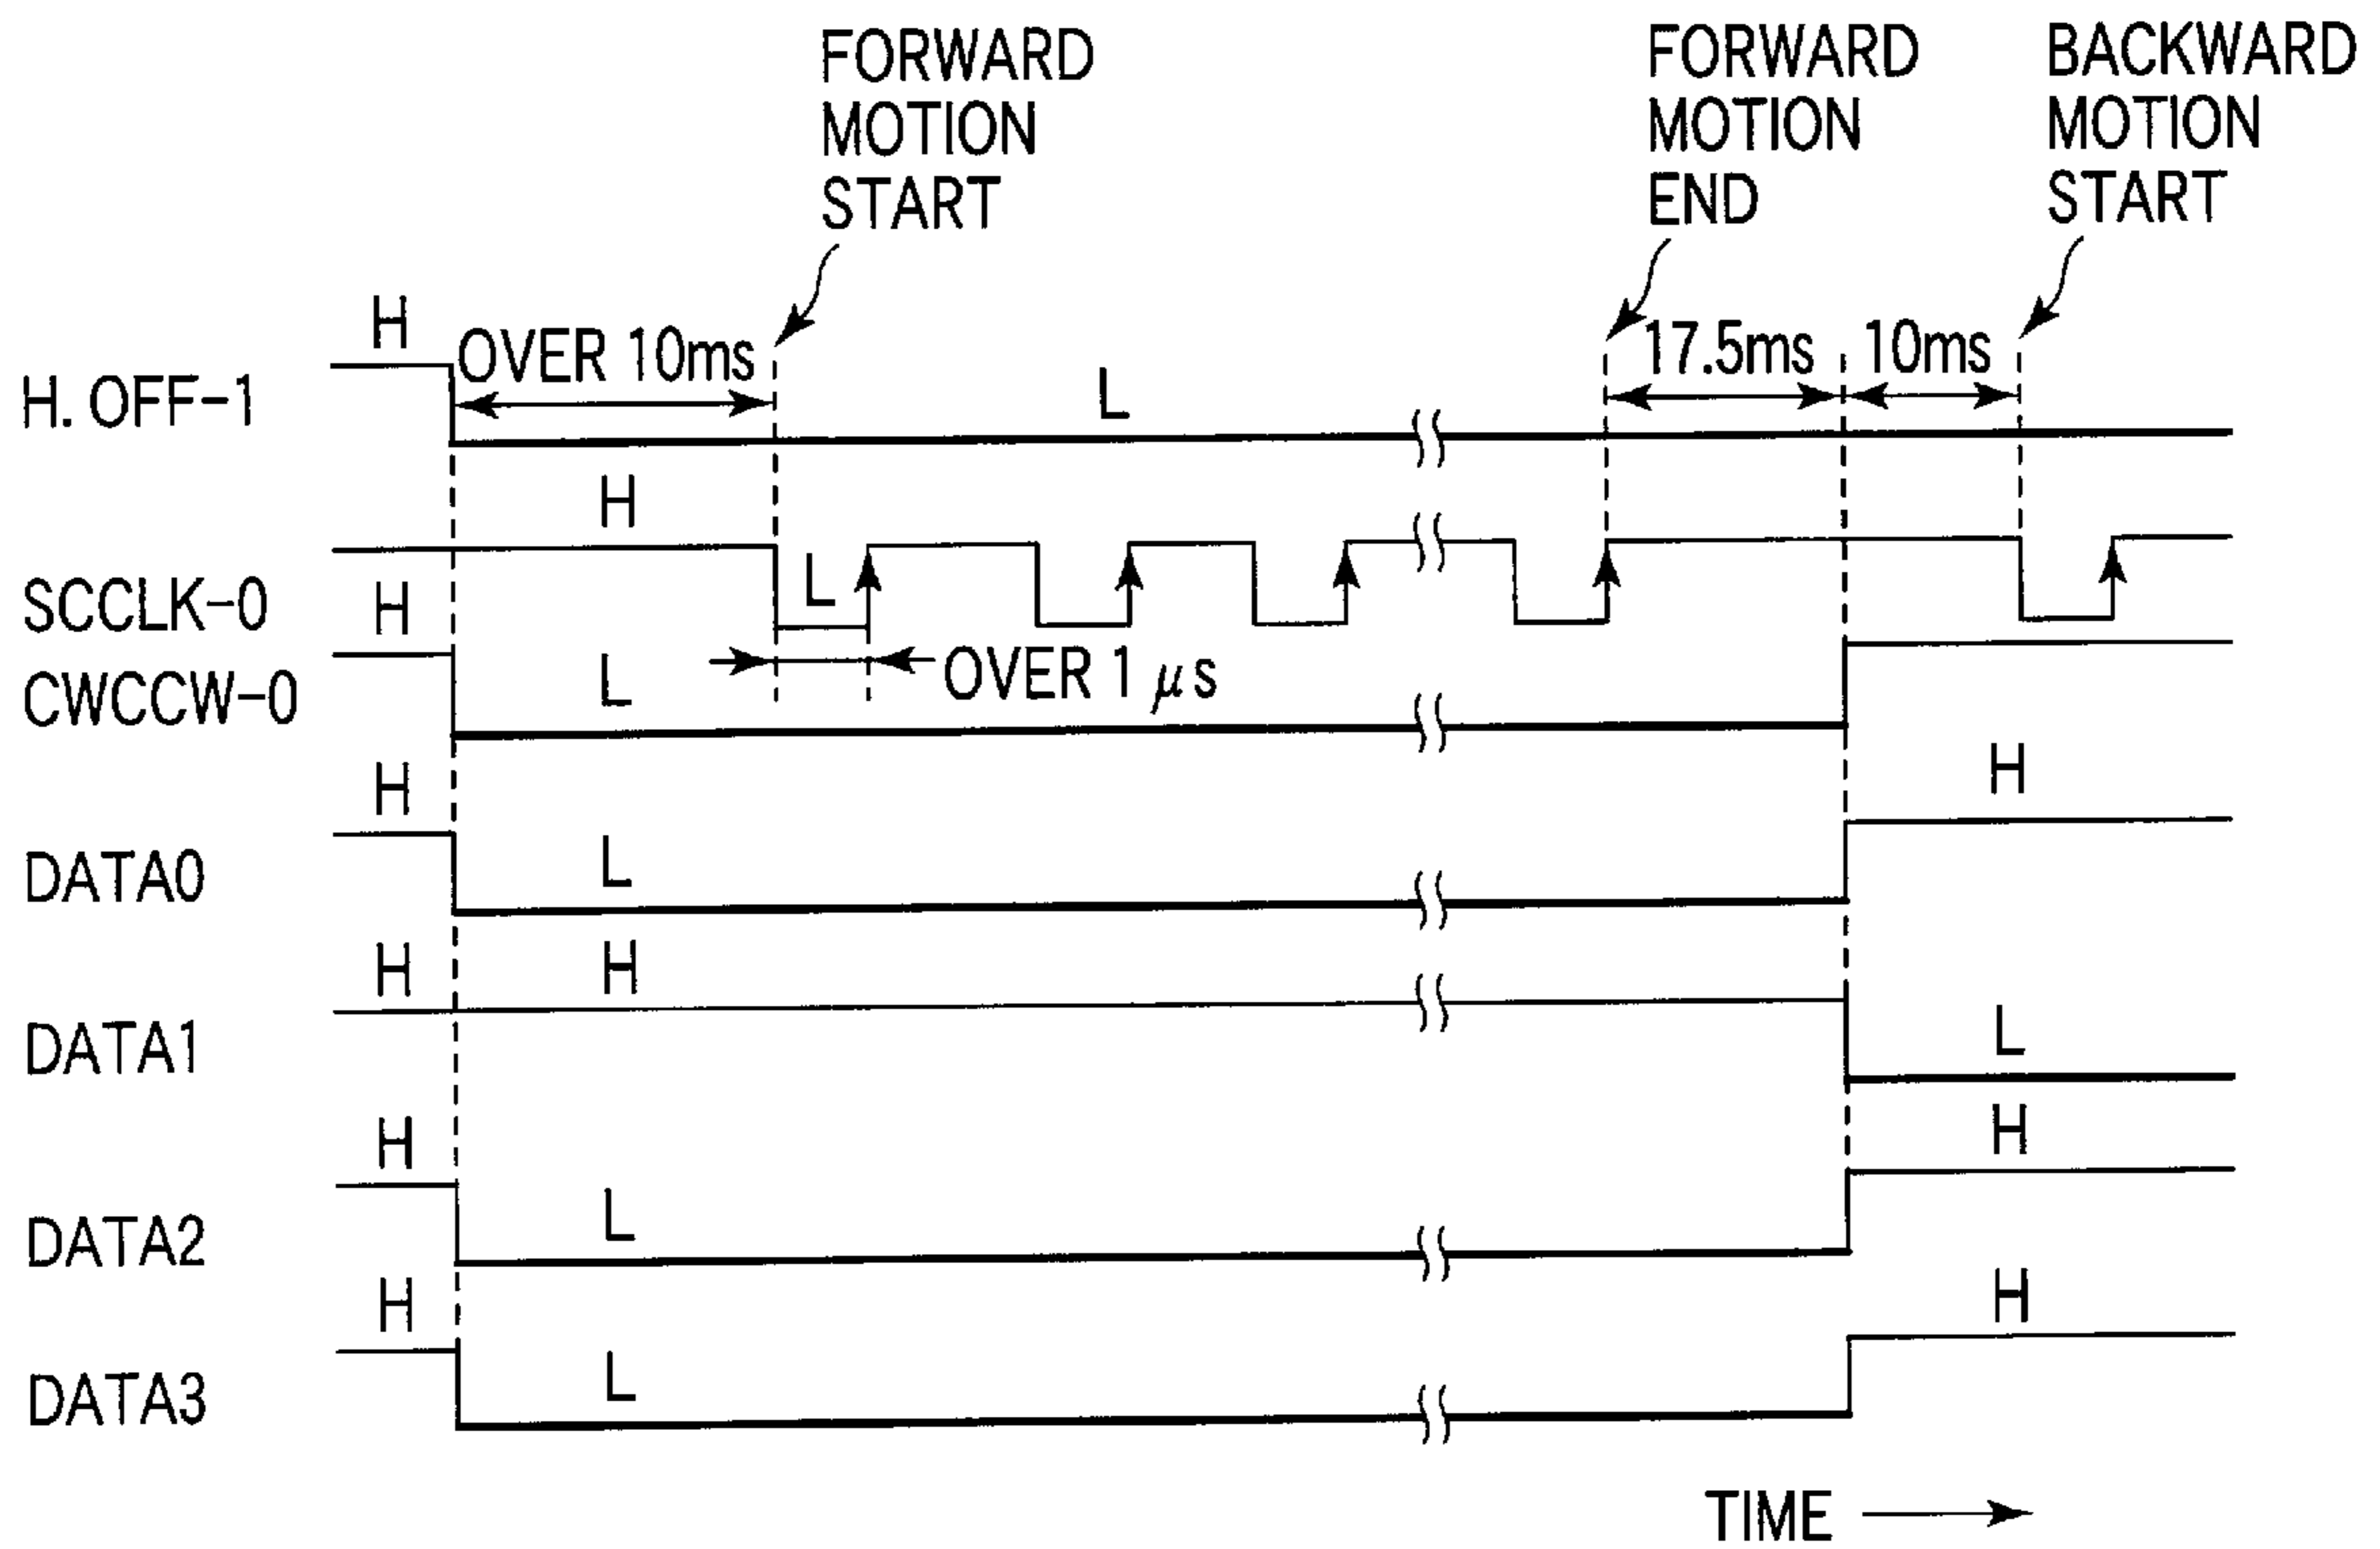 FORWARD
MOTION
START
FORWARD
MOTION
END
BACKWARD
MOTION
START
H
OVER 10ms
L
17.5ms
10ms
H. OFF-1
H
L
SCCLK-0
H
OVER 1 μs
L
CWCCW-0
H
L
H
DATA0
H
H
L
DATA1
H
L
H
DATA2
H
L
H
DATA3
TIME